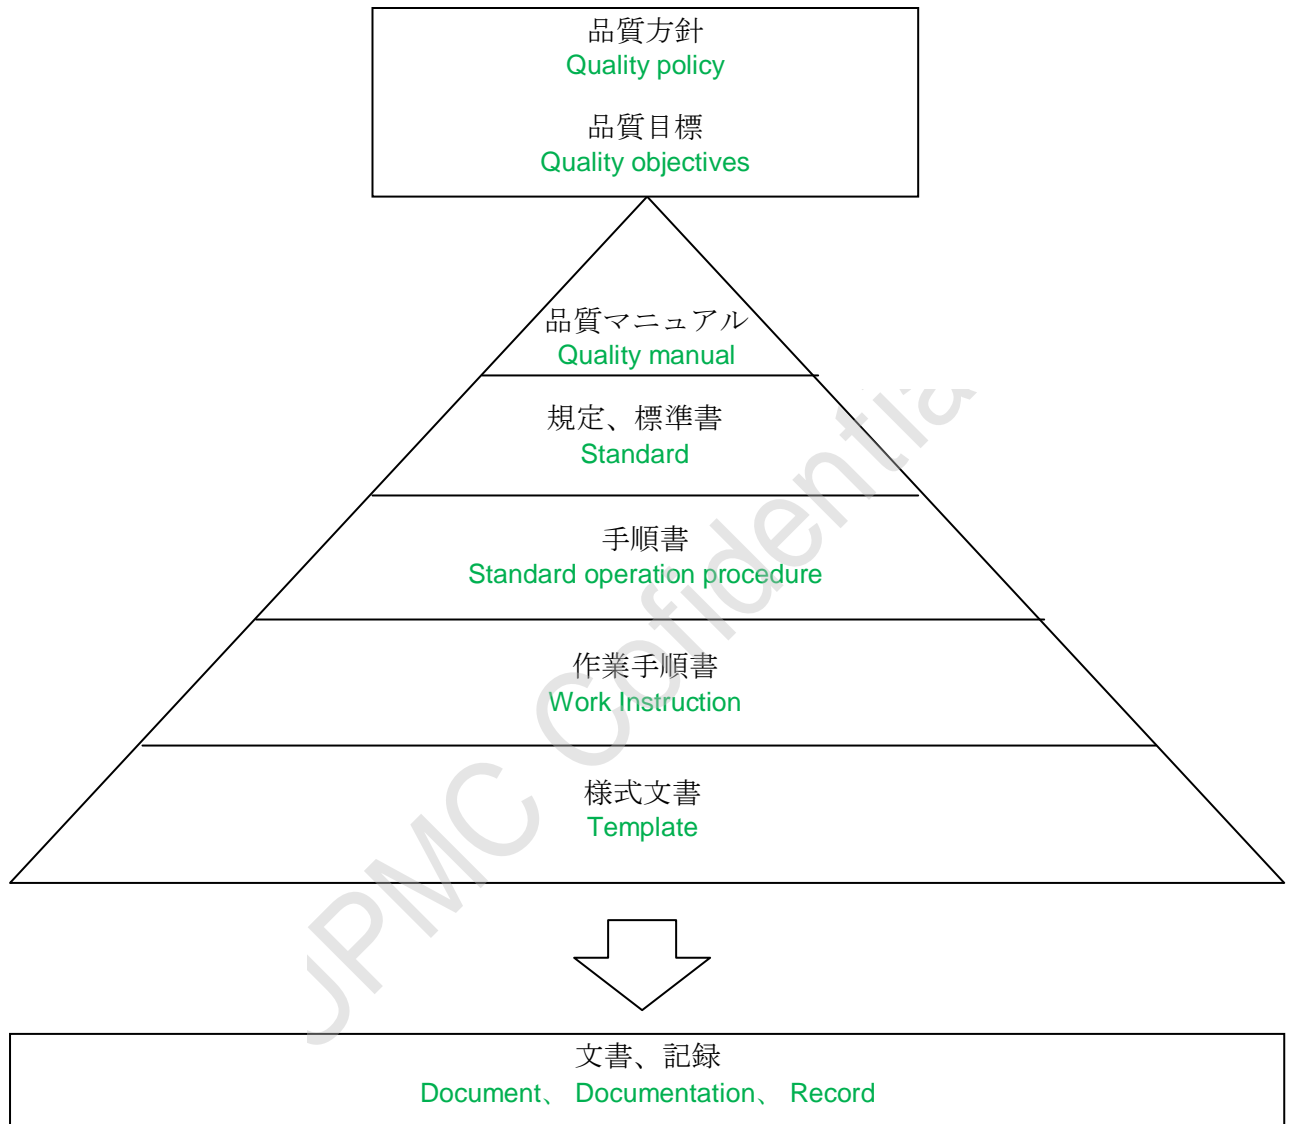 品質方針
Quality policy
品質目標
Quality objectives
品質マニュアル
Quality manual
規定、標準書
Standard
手順書
Standard operation procedure
作業手順書
Work Instruction
様式文書
Template
文書、記録
Document、 Documentation、 Record
JPMC Cofidentia